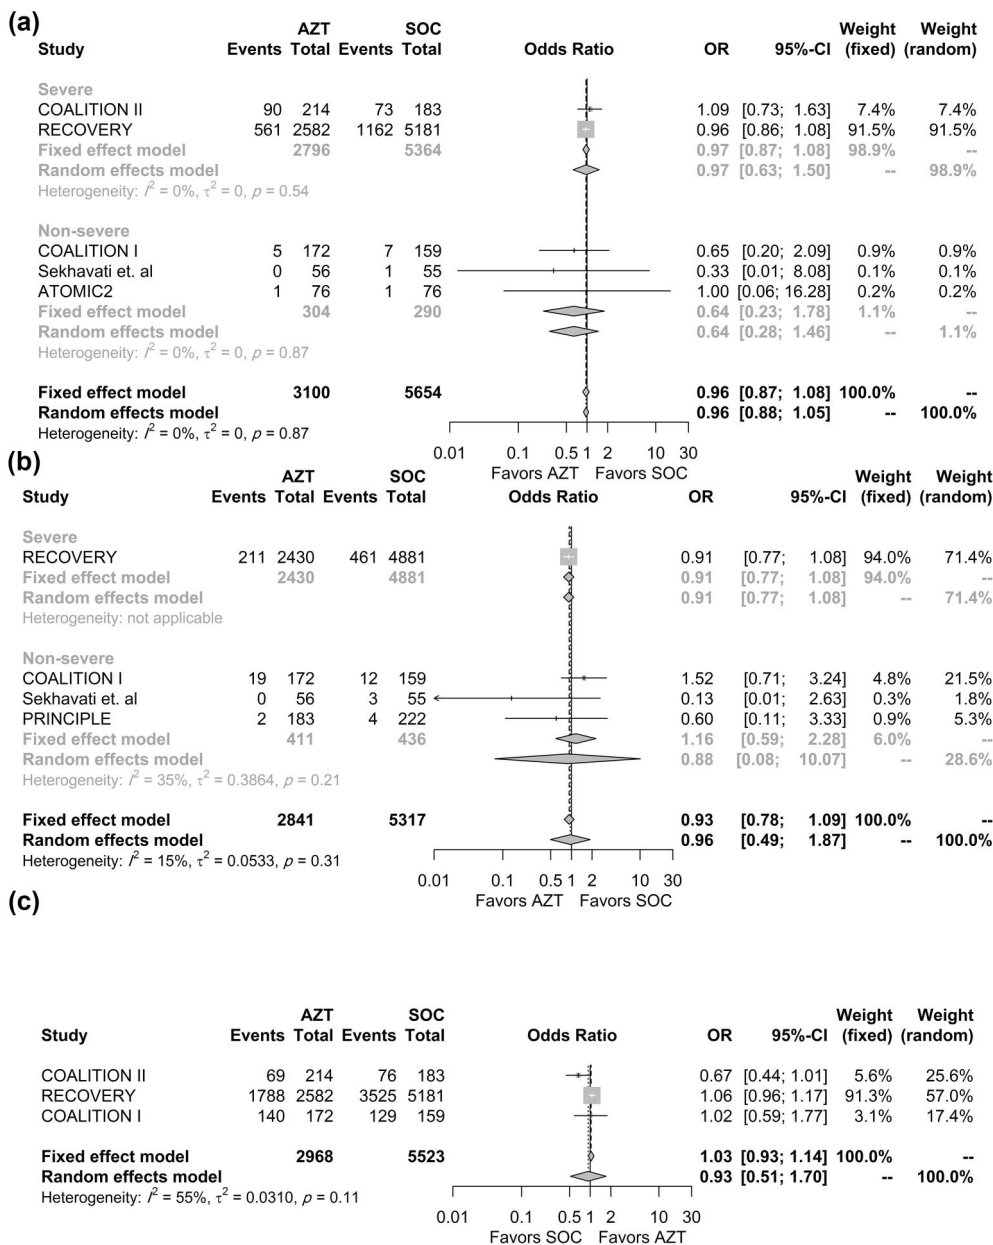 (a)
AZT SOC Weight Weight
Study Events Total Events Total Odds Ratio OR 95%-CI (fixed) (random)
Severe
COALITION II 90 214 73 183 1.09 [0.73; 1.63] 7.4% 7.4%
RECOVERY 561 2582 1162 5181 0.96 [0.86; 1.08] 91.5% 91.5%
Fixed effect model 2796 5364 0.97 [0.87; 1.08] 98.9% --
Random effects model 0.97 [0.63; 1.50] -- 98.9%
Heterogeneity: I² = 0%, τ² = 0, p = 0.54
Non-severe
COALITION I 5 172 7 159 0.65 [0.20; 2.09] 0.9% 0.9%
Sekhavati et. al 0 56 1 55 0.33 [0.01; 8.08] 0.1% 0.1%
ATOMIC2 1 76 1 76 1.00 [0.06; 16.28] 0.2% 0.2%
Fixed effect model 304 290 0.64 [0.23; 1.78] 1.1% --
Random effects model 0.64 [0.28; 1.46] -- 1.1%
Heterogeneity: I² = 0%, τ² = 0, p = 0.87
Fixed effect model 3100 5654 0.96 [0.87; 1.08] 100.0% --
Random effects model 0.96 [0.88; 1.05] -- 100.0%
Heterogeneity: I² = 0%, τ² = 0, p = 0.87
0.01 0.1 0.5 1 2 10 30
Favors AZT Favors SOC
(b)
AZT SOC Weight Weight
Study Events Total Events Total Odds Ratio OR 95%-CI (fixed) (random)
Severe
RECOVERY 211 2430 461 4881 0.91 [0.77; 1.08] 94.0% 71.4%
Fixed effect model 2430 4881 0.91 [0.77; 1.08] 94.0% --
Random effects model 0.91 [0.77; 1.08] -- 71.4%
Heterogeneity: not applicable
Non-severe
COALITION I 19 172 12 159 1.52 [0.71; 3.24] 4.8% 21.5%
Sekhavati et. al 0 56 3 55 0.13 [0.01; 2.63] 0.3% 1.8%
PRINCIPLE 2 183 4 222 0.60 [0.11; 3.33] 0.9% 5.3%
Fixed effect model 411 436 1.16 [0.59; 2.28] 6.0% --
Random effects model 0.88 [0.08; 10.07] -- 28.6%
Heterogeneity: I² = 35%, τ² = 0.3864, p = 0.21
Fixed effect model 2841 5317 0.93 [0.78; 1.09] 100.0% --
Random effects model 0.96 [0.49; 1.87] -- 100.0%
Heterogeneity: I² = 15%, τ² = 0.0533, p = 0.31
0.01 0.1 0.5 1 2 10 30
Favors AZT Favors SOC
(c)
AZT SOC Weight Weight
Study Events Total Events Total Odds Ratio OR 95%-CI (fixed) (random)
COALITION II 69 214 76 183 0.67 [0.44; 1.01] 5.6% 25.6%
RECOVERY 1788 2582 3525 5181 1.06 [0.96; 1.17] 91.3% 57.0%
COALITION I 140 172 129 159 1.02 [0.59; 1.77] 3.1% 17.4%
Fixed effect model 2968 5523 1.03 [0.93; 1.14] 100.0% --
Random effects model 0.93 [0.51; 1.70] -- 100.0%
Heterogeneity: I² = 55%, τ² = 0.0310, p = 0.11
0.01 0.1 0.5 1 2 10 30
Favors SOC Favors AZT